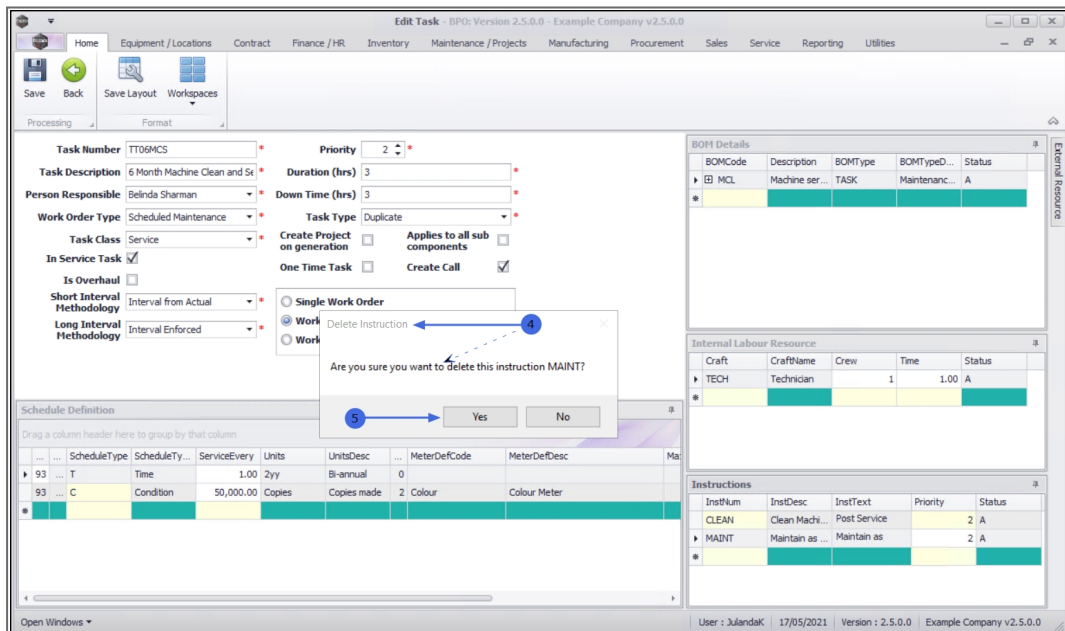 Edit Task - BPO: Version 2.5.0.0 - Example Company v2.5.0.0
Home Equipment / Locations Contract Finance / HR Inventory Maintenance / Projects Manufacturing Procurement Sales Service Reporting Utilities
Save Back Save Layout Workspaces
Processing Format
Task Number TT06MCS *
Task Description 6 Month Machine Clean and Se *
Person Responsible Belinda Sharman *
Work Order Type Scheduled Maintenance *
Task Class Service *
In Service Task
Is Overhaul
Short Interval Methodology Interval from Actual *
Long Interval Methodology Interval Enforced *
Priority 2 *
Duration (hrs) 3 *
Down Time (hrs) 3 *
Task Type Duplicate *
Create Project on generation Applies to all sub components
One Time Task Create Call
Single Work Order
Work
Work
Delete Instruction 4
Are you sure you want to delete this instruction MAINT?
5 Yes No
Schedule Definition
Drag a column header here to group by that column
... ... ScheduleType ScheduleTy... ServiceEvery Units UnitsDesc ... MeterDefCode MeterDefDesc Ma
93 ... T Time 1.00 2yy Bi-annual 0
93 ... C Condition 50,000.00 Copies Copies made 2 Colour Colour Meter
BOM Details
BOMCode Description BOMType BOMTypeD... Status
MCL Machine ser... TASK Maintenanc... A
External Resource
Internal Labour Resource
Craft CraftName Crew Time Status
TECH Technician 1 1.00 A
Instructions
InstNum InstDesc InstText Priority Status
CLEAN Clean Machi... Post Service 2 A
MAINT Maintain as ... Maintain as 2 A
Open Windows User : JulandaK 17/05/2021 Version : 2.5.0.0 Example Company v2.5.0.0